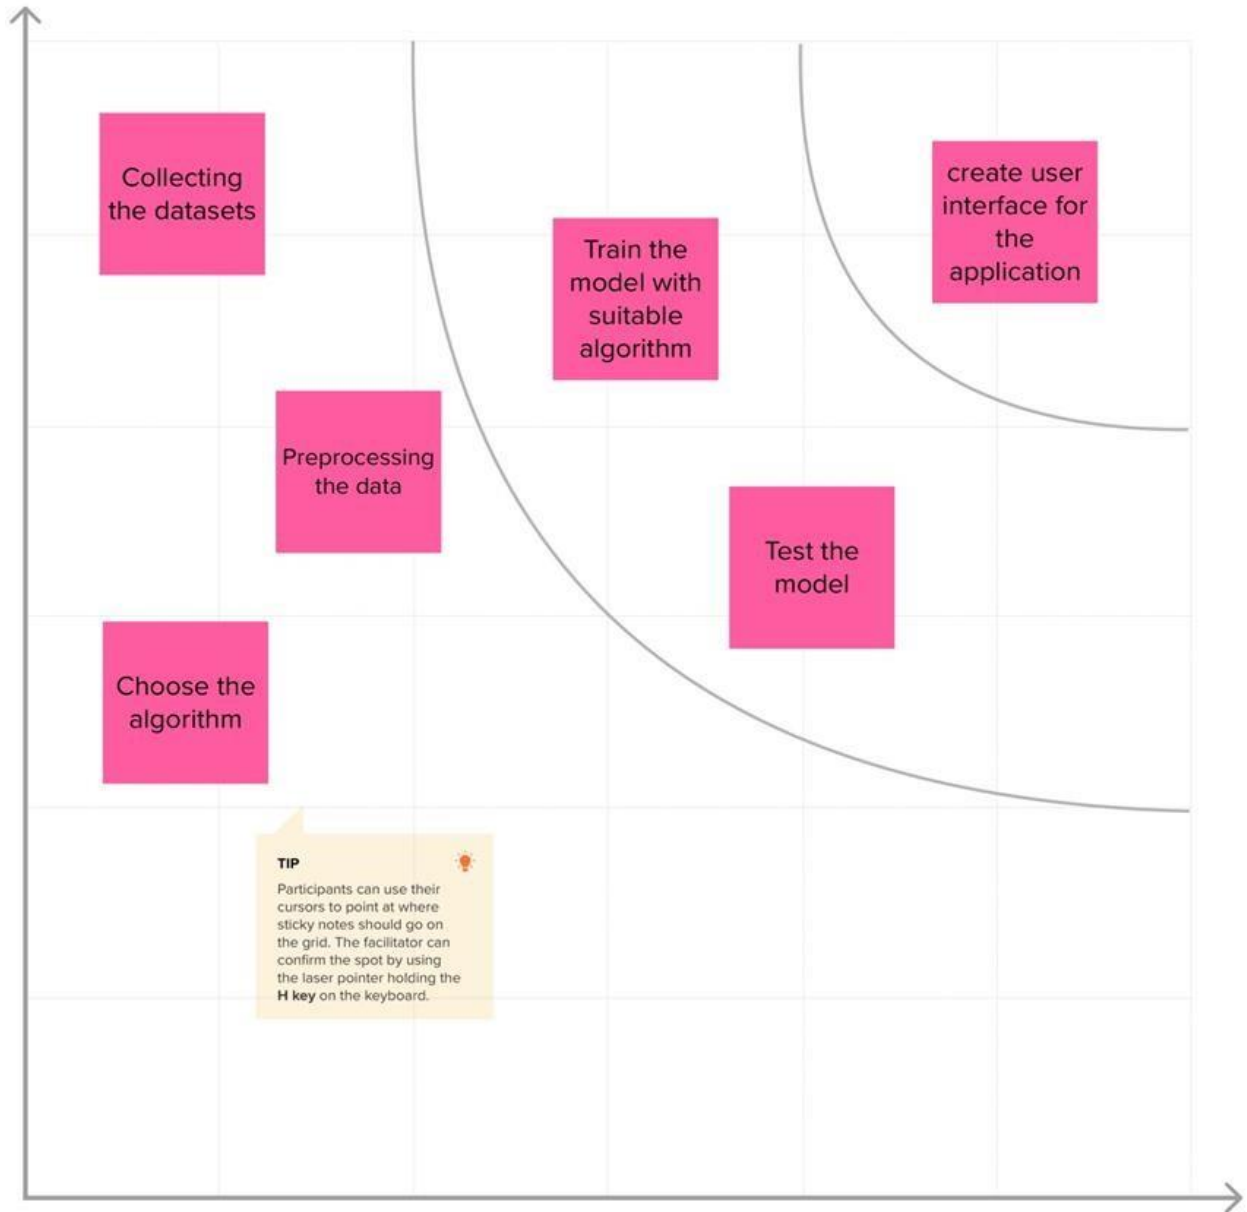 Collecting
the datasets
Train the
model with
suitable
algorithm
create user
interface for
the
application
Preprocessing
the data
Test the
model
Choose the
algorithm
TIP
Participants can use their
cursors to point at where
sticky notes should go on
the grid. The facilitator can
confirm the spot by using
the laser pointer holding the
H key on the keyboard.